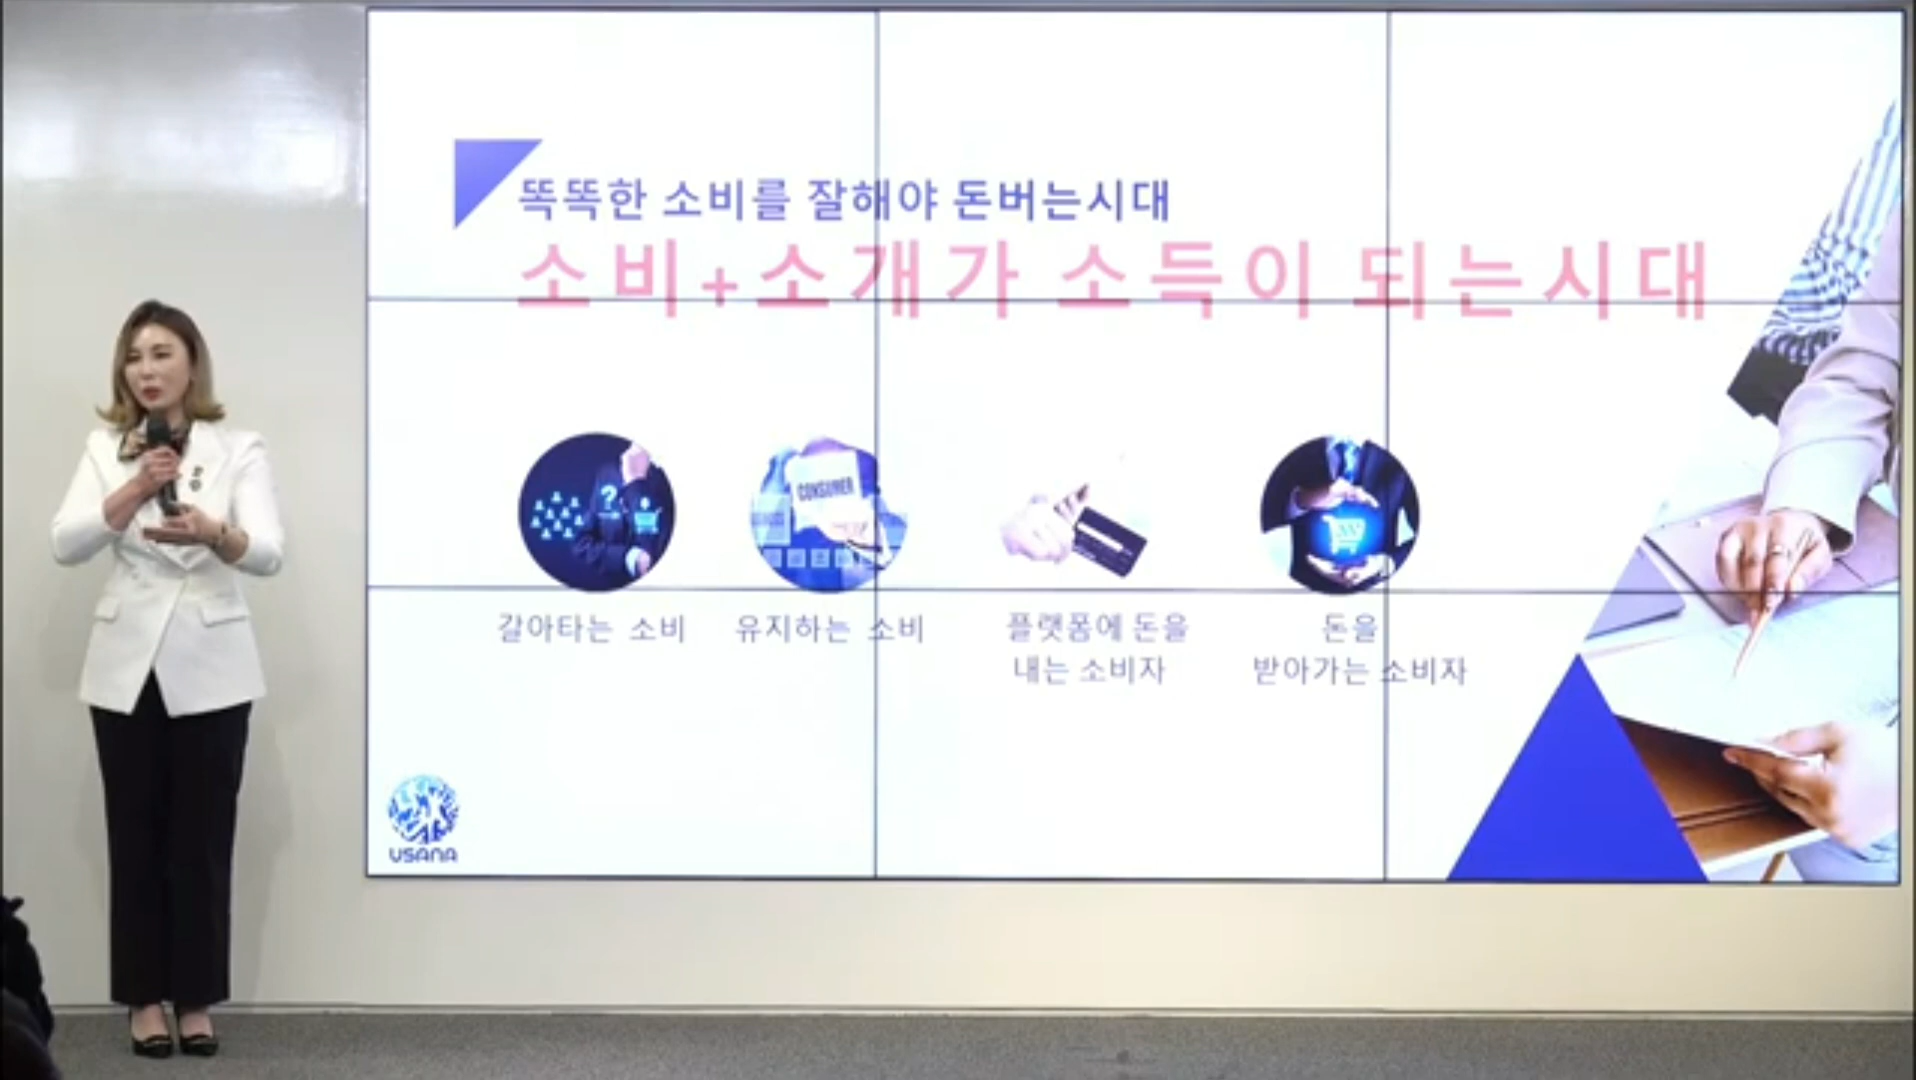 똑똑한 소비를 잘해야 돈버는시대
소비+소개가 소득이 되는시대
?
CONSUMER
갈아타는 소비
유지하는 소비
플랫폼에 돈을
내는 소비자
돈을
받아가는 소비자
USANA